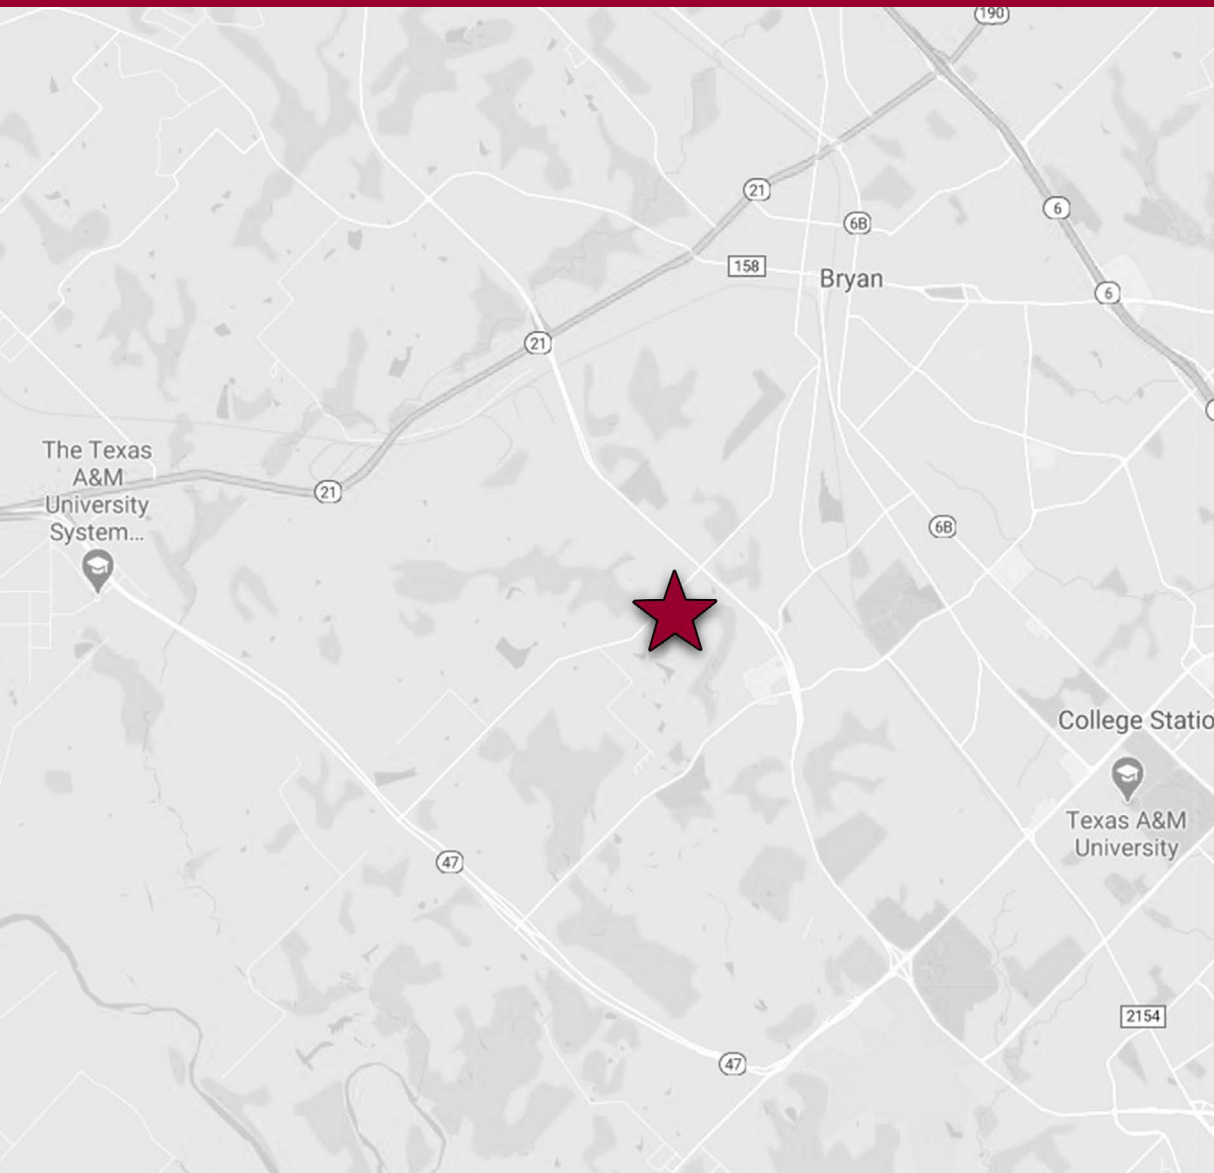 190
21
6B
6
158
Bryan
6
21
The Texas
A&M
University
System...
21
6B
College Statio
Texas A&M
University
47
2154
47